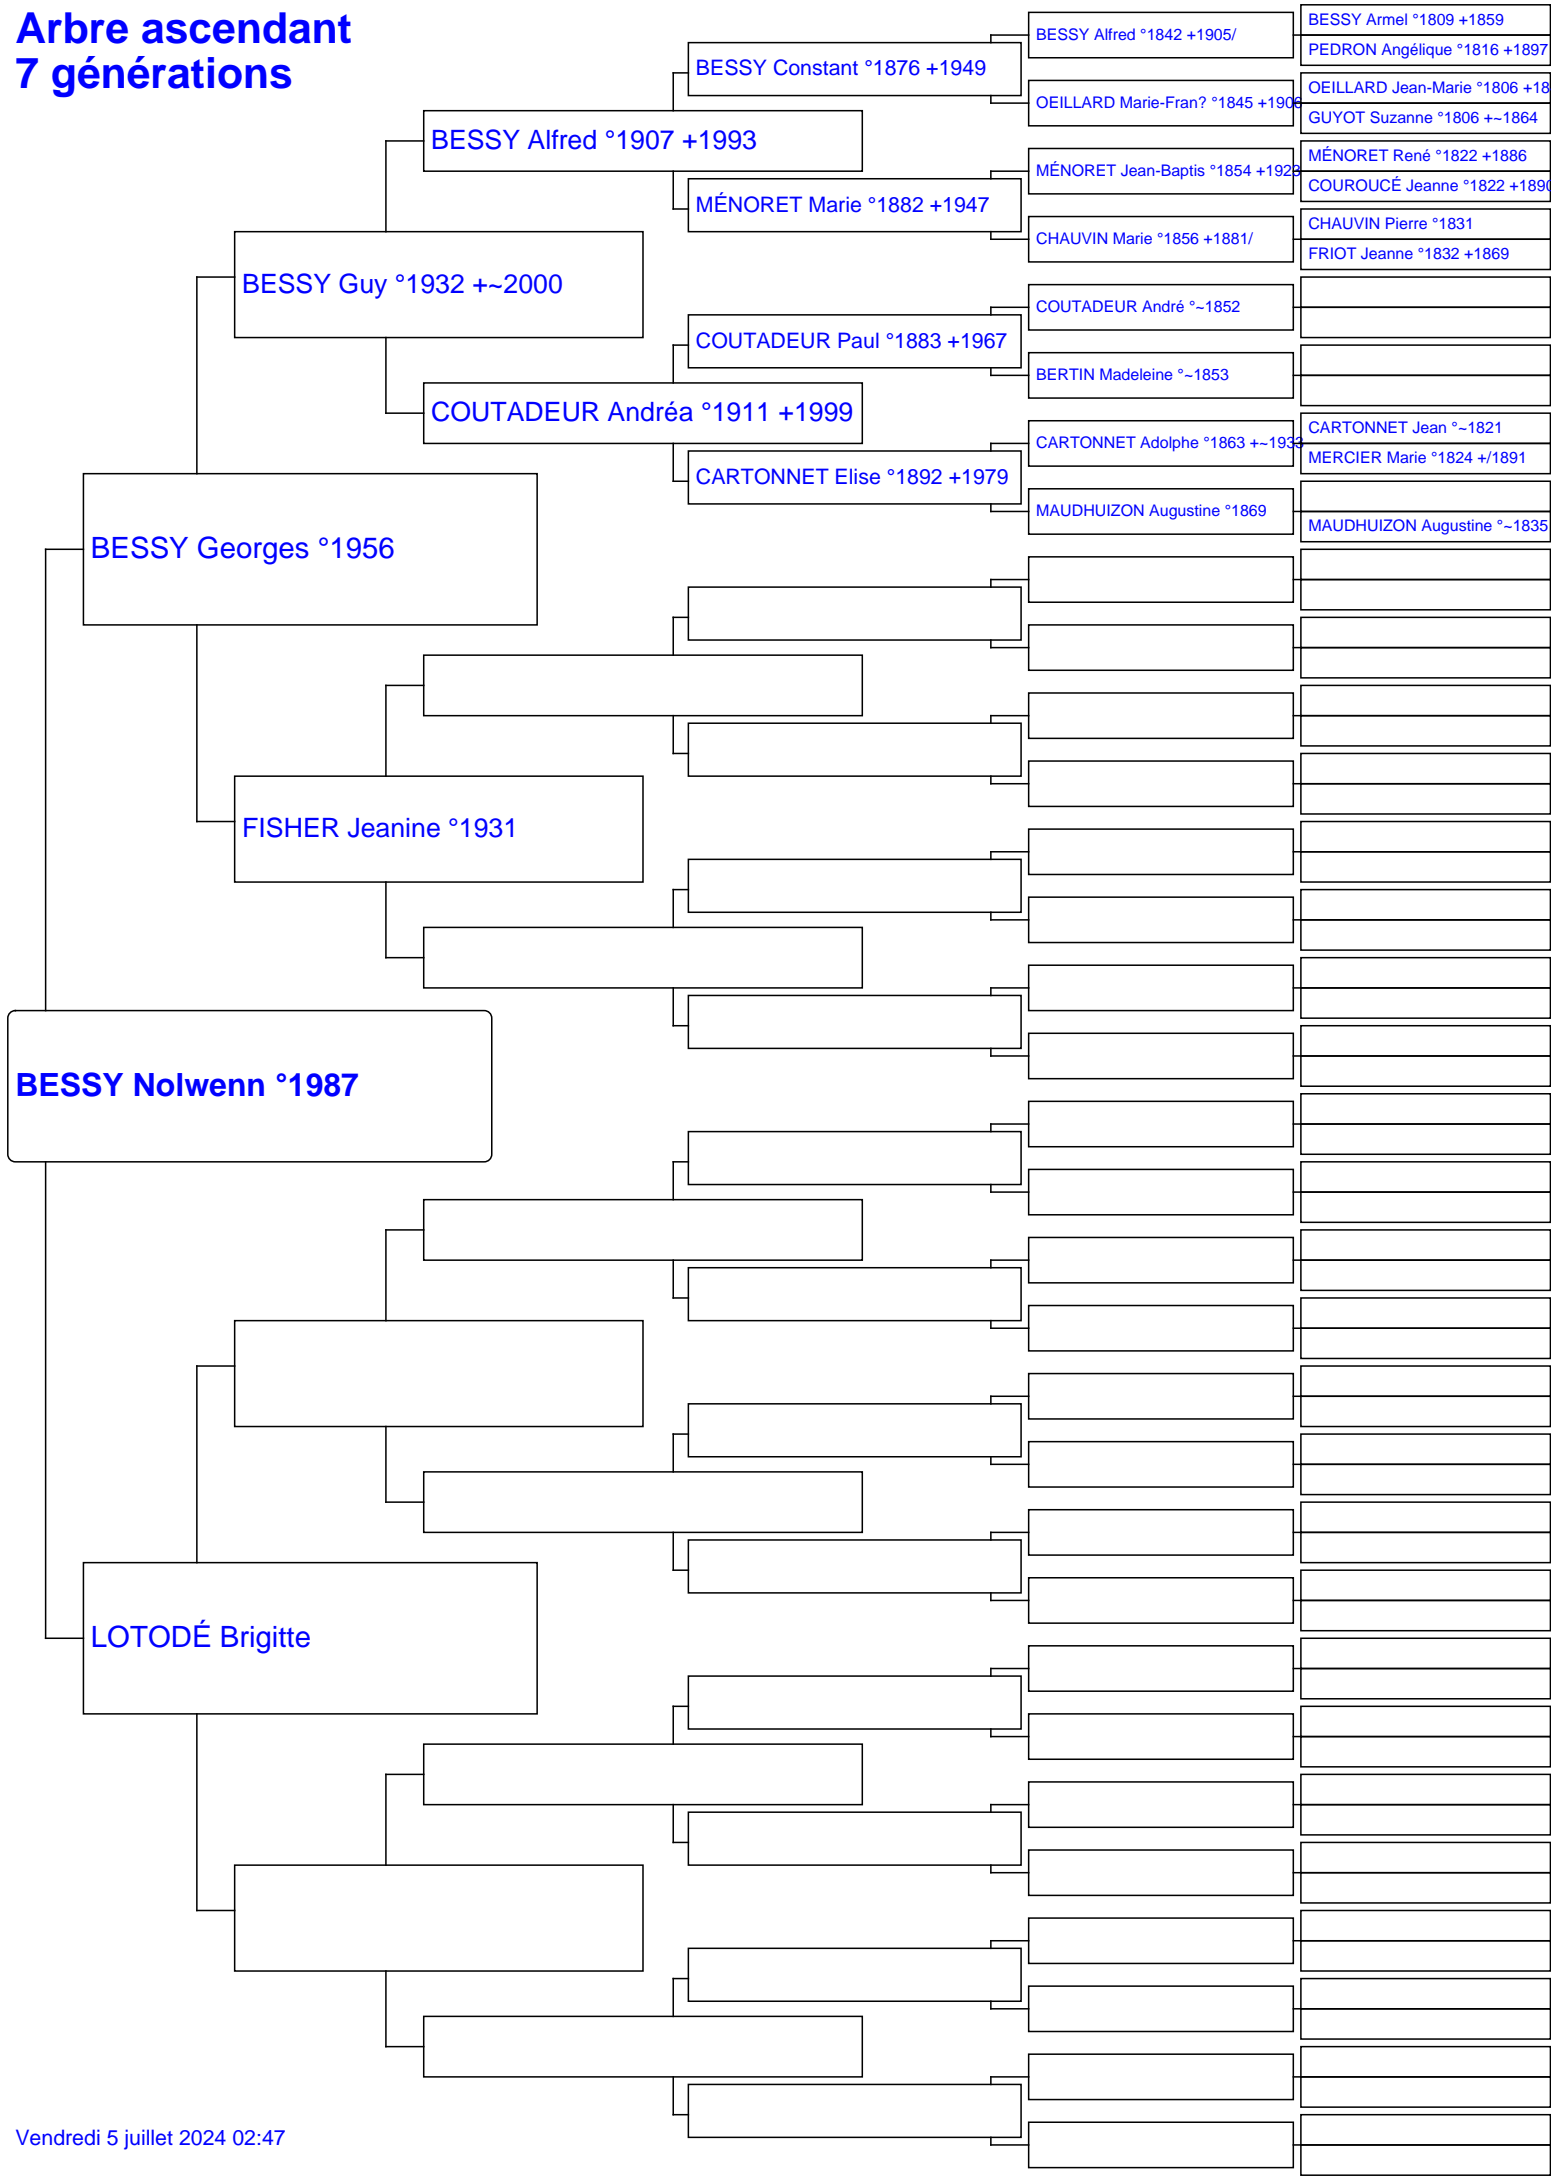 Arbre ascendant
7 générations
BESSY Nolwenn °1987
BESSY Georges °1956
LOTODÉ Brigitte
BESSY Guy °1932 +~2000
FISHER Jeanine °1931
BESSY Alfred °1907 +1993
COUTADEUR Andréa °1911 +1999
BESSY Constant °1876 +1949
MÉNORET Marie °1882 +1947
COUTADEUR Paul °1883 +1967
CARTONNET Elise °1892 +1979
BESSY Alfred °1842 +1905/
OEILLARD Marie-Fran? °1845 +1906
MÉNORET Jean-Baptis °1854 +1923
CHAUVIN Marie °1856 +1881/
COUTADEUR André °~1852
BERTIN Madeleine °~1853
CARTONNET Adolphe °1863 +~1933
MAUDHUIZON Augustine °1869
BESSY Armel °1809 +1859
PEDRON Angélique °1816 +1897
OEILLARD Jean-Marie °1806 +18
GUYOT Suzanne °1806 +~1864
MÉNORET René °1822 +1886
COUROUCÉ Jeanne °1822 +1890
CHAUVIN Pierre °1831
FRIOT Jeanne °1832 +1869
CARTONNET Jean °~1821
MERCIER Marie °1824 +/1891
MAUDHUIZON Augustine °~1835
Vendredi 5 juillet 2024 02:47